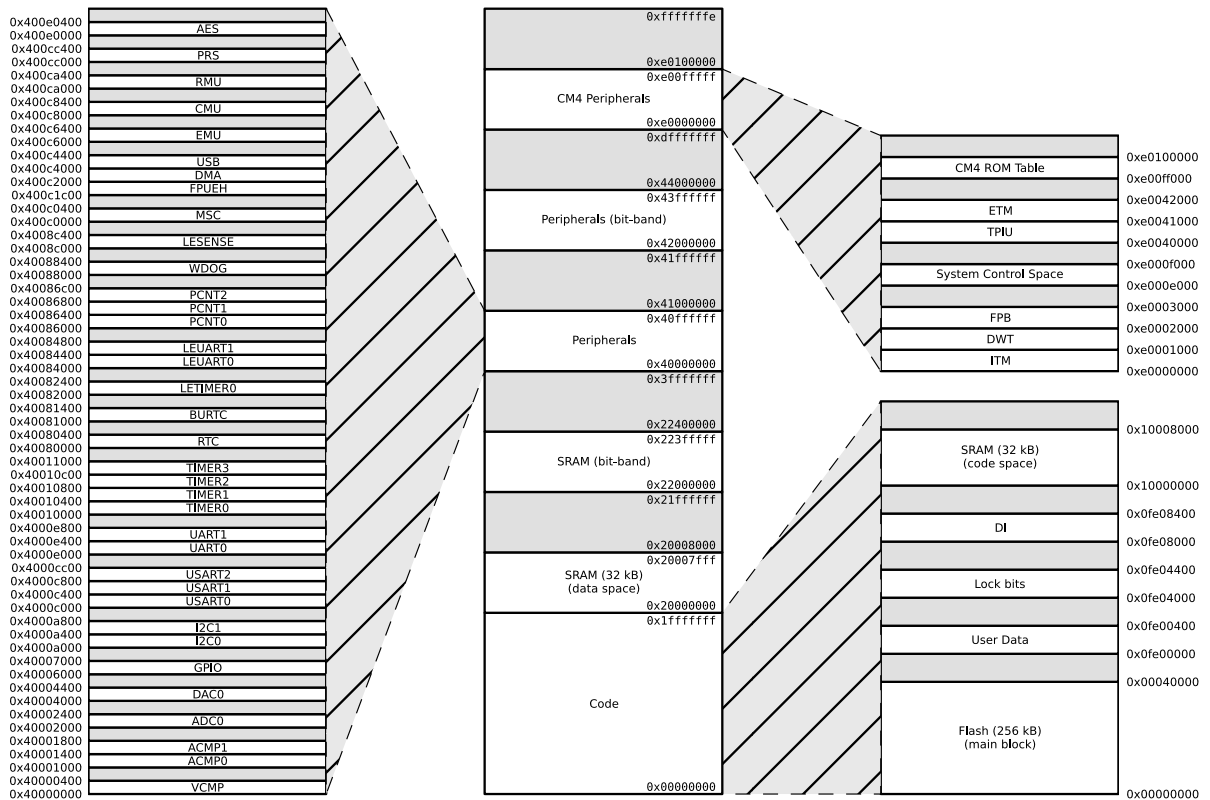 0x400e0400
AES
0x400e0000
0x400cc400
PRS
0x400cc000
0x400ca400
RMU
0x400ca000
0x400c8400
CMU
0x400c8000
0x400c6400
EMU
0x400c6000
0x400c4400
USB
0x400c4000
DMA
0x400c2000
FPUEH
0x400c1c00
0x400c0400
MSC
0x400c0000
0x4008c400
LESENSE
0x4008c000
0x40088400
WDOG
0x40088000
0x40086c00
PCNT2
0x40086800
PCNT1
0x40086400
PCNT0
0x40086000
0x40084800
LEUART1
0x40084400
LEUART0
0x40084000
0x40082400
LETIMER0
0x40082000
0x40081400
BURTC
0x40081000
0x40080400
RTC
0x40080000
0x40011000
TIMER3
0x40010c00
TIMER2
0x40010800
TIMER1
0x40010400
TIMER0
0x40010000
0x4000e800
UART1
0x4000e400
UART0
0x4000e000
0x4000cc00
USART2
0x4000c800
USART1
0x4000c400
USART0
0x4000c000
0x4000a800
I2C1
0x4000a400
I2C0
0x4000a000
0x40007000
GPIO
0x40006000
0x40004400
DAC0
0x40004000
0x40002400
ADC0
0x40002000
0x40001800
ACMP1
0x40001400
ACMP0
0x40001000
0x40000400
VCMP
0x40000000
0xfffffffe
0xe0100000
0xe00fffff
CM4 Peripherals
0xe0000000
0xdfffffff
0x44000000
0x43ffffff
Peripherals (bit-band)
0x42000000
0x41ffffff
0x41000000
0x40ffffff
Peripherals
0x40000000
0x3fffffff
0x22400000
0x223fffff
SRAM (bit-band)
0x22000000
0x21ffffff
0x20008000
0x20007fff
SRAM (32 kB)
(data space)
0x20000000
0x1fffffff
Code
0x00000000
0xe0100000
CM4 ROM Table
0xe00ff000
0xe0042000
ETM
0xe0041000
TPIU
0xe0040000
0xe000f000
System Control Space
0xe000e000
0xe0003000
FPB
0xe0002000
DWT
0xe0001000
ITM
0xe0000000
0x10008000
SRAM (32 kB)
(code space)
0x10000000
0x0fe08400
DI
0x0fe08000
0x0fe04400
Lock bits
0x0fe04000
0x0fe00400
User Data
0x0fe00000
0x00040000
Flash (256 kB)
(main block)
0x00000000